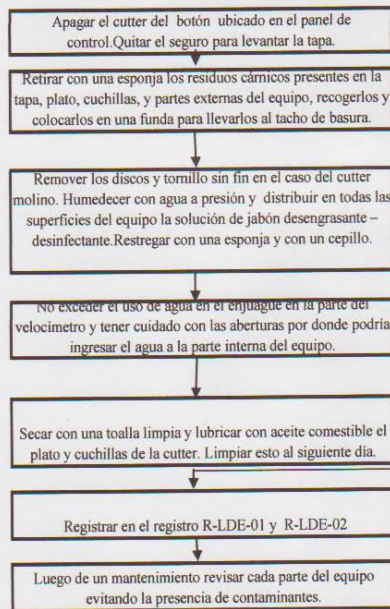 Apagar el cutter del botón ubicado en el panel de
control.Quitar el seguro para levantar la tapa.
Retirar con una esponja los residuos cárnicos presentes en la
tapa, plato, cuchillas, y partes externas del equipo, recogerlos y
colocarlos en una funda para llevarlos al tacho de basura.
Remover los discos y tornillo sin fin en el caso del cutter
molino. Humedecer con agua a presión y distribuir en todas las
superficies del equipo la solución de jabón desengrasante –
desinfectante.Restregar con una esponja y con un cepillo.
No exceder el uso de agua en el enjuague en la parte del
velocímetro y tener cuidado con las aberturas por donde podría
ingresar el agua a la parte interna del equipo.
Secar con una toalla limpia y lubricar con aceite comestible el
plato y cuchillas de la cutter. Limpiar esto al siguiente día.
Registrar en el registro R-LDE-01 y R-LDE-02
Luego de un mantenimiento revisar cada parte del equipo
evitando la presencia de contaminantes.